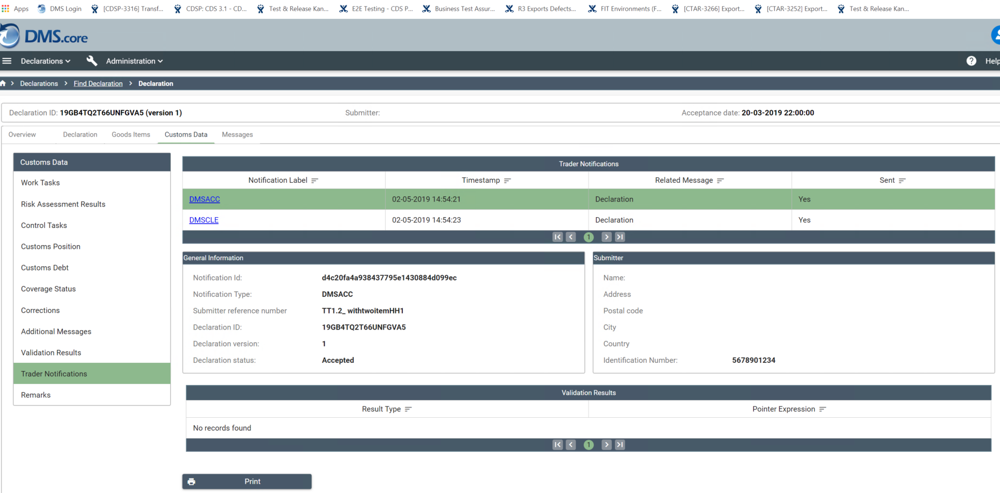 Apps DMS Login [CDSP-3316] Transf... CDSP: CDS 3.1 - CD... Test & Release Kan... E2E Testing - CDS P... Business Test Assur... R3 Exports Defects... FIT Environments (F... [CTAR-3266] Export... [CTAR-3252] Export... Test & Release Kan...
DMS.core
Declarations Administration ? Help
> Declarations > Find Declaration > Declaration
Declaration ID: 19GB4TQ2T66UNFGVA5 (version 1) Submitter: Acceptance date: 20-03-2019 22:00:00
Overview Declaration Goods Items Customs Data Messages
Customs Data
Work Tasks
Risk Assessment Results
Control Tasks
Customs Position
Customs Debt
Coverage Status
Corrections
Additional Messages
Validation Results
Trader Notifications
Remarks
Trader Notifications
Notification Label Timestamp Related Message Sent
DMSACC 02-05-2019 14:54:21 Declaration Yes
DMSCLE 02-05-2019 14:54:23 Declaration Yes
1
General Information
Notification Id: d4c20fa4a938437795e1430884d099ec
Notification Type: DMSACC
Submitter reference number TT1.2_ withtwoitemHH1
Declaration ID: 19GB4TQ2T66UNFGVA5
Declaration version: 1
Declaration status: Accepted
Submitter
Name:
Address
Postal code
City
Country
Identification Number: 5678901234
Validation Results
Result Type Pointer Expression
No records found
1
Print